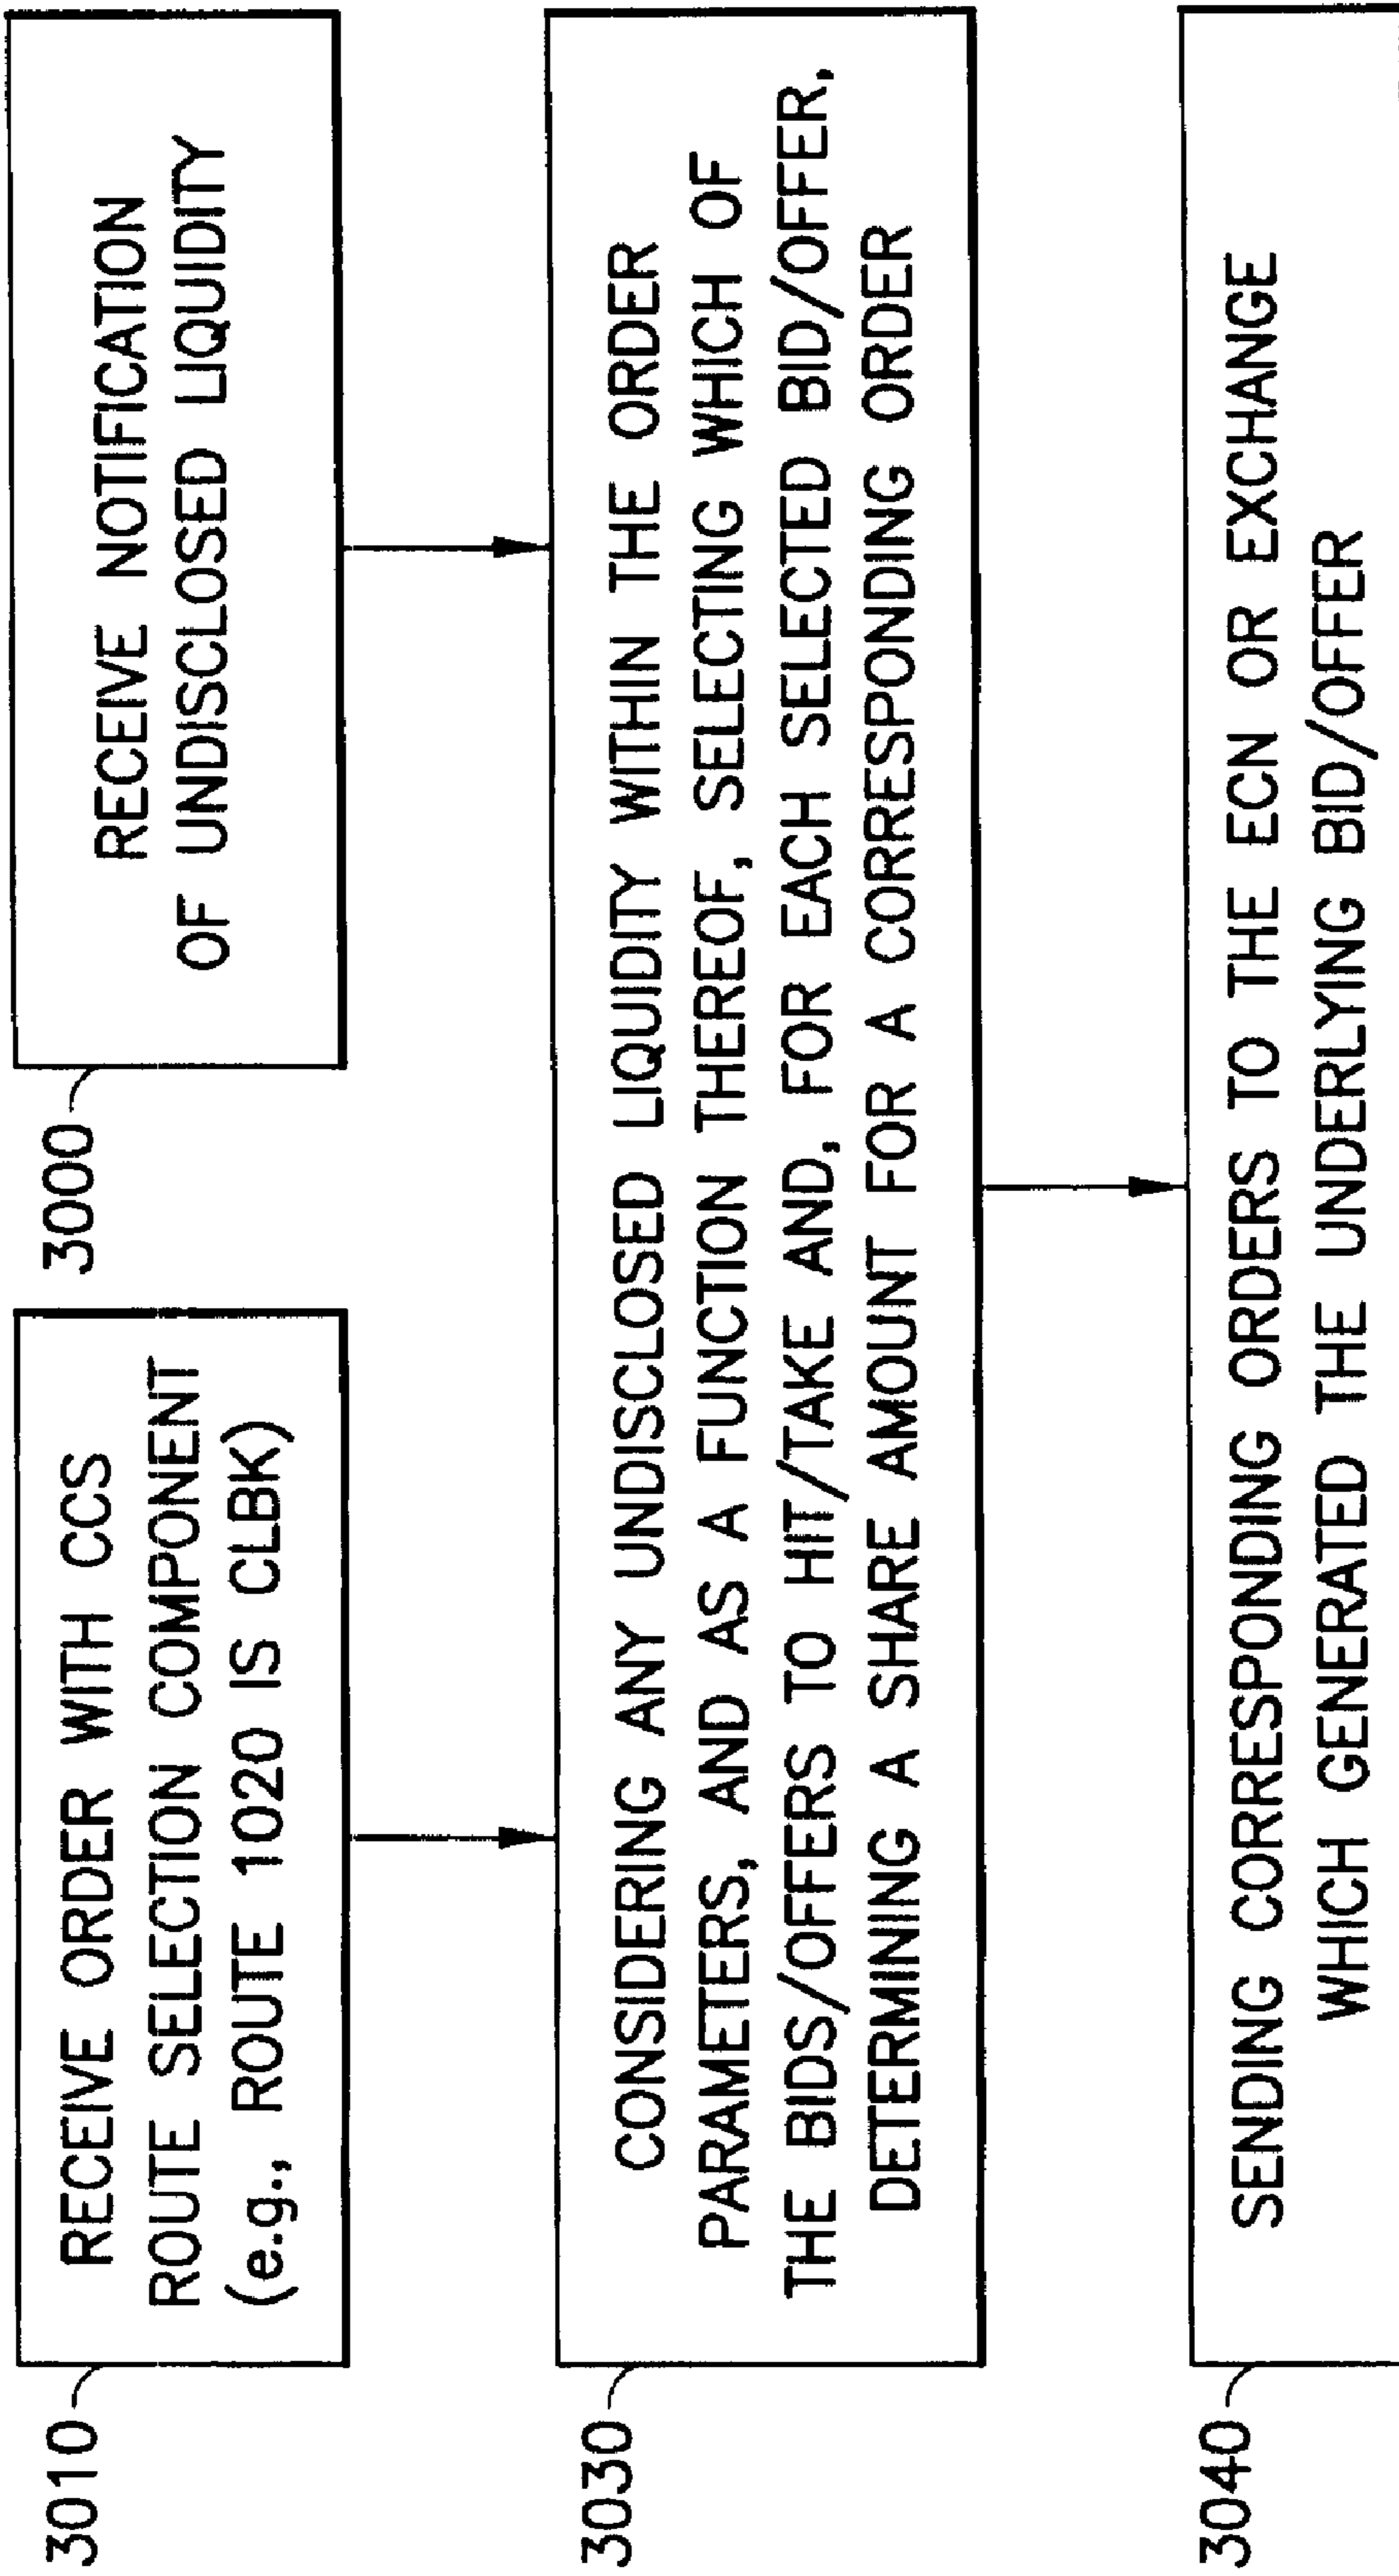 3010
RECEIVE ORDER WITH CCS
ROUTE SELECTION COMPONENT
(e.g., ROUTE 1020 IS CLBK)
3000
RECEIVE NOTIFICATION
OF UNDISCLOSED LIQUIDITY
3030
CONSIDERING ANY UNDISCLOSED LIQUIDITY WITHIN THE ORDER
PARAMETERS, AND AS A FUNCTION THEREOF, SELECTING WHICH OF
THE BIDS/OFFERS TO HIT/TAKE AND, FOR EACH SELECTED BID/OFFER,
DETERMINING A SHARE AMOUNT FOR A CORRESPONDING ORDER
3040
SENDING CORRESPONDING ORDERS TO THE ECN OR EXCHANGE
WHICH GENERATED THE UNDERLYING BID/OFFER